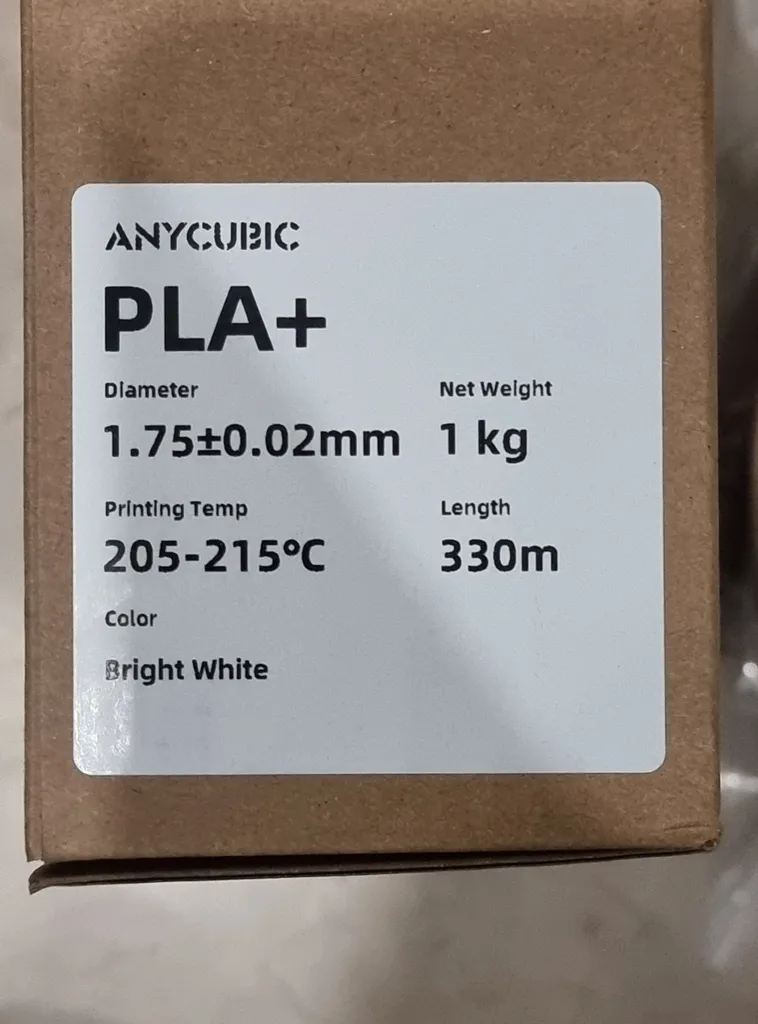 ANYCUBIC
PLA+
Diameter Net Weight
1.75±0.02mm 1 kg
Printing Temp Length
205-215°C 330m
Color
Bright White